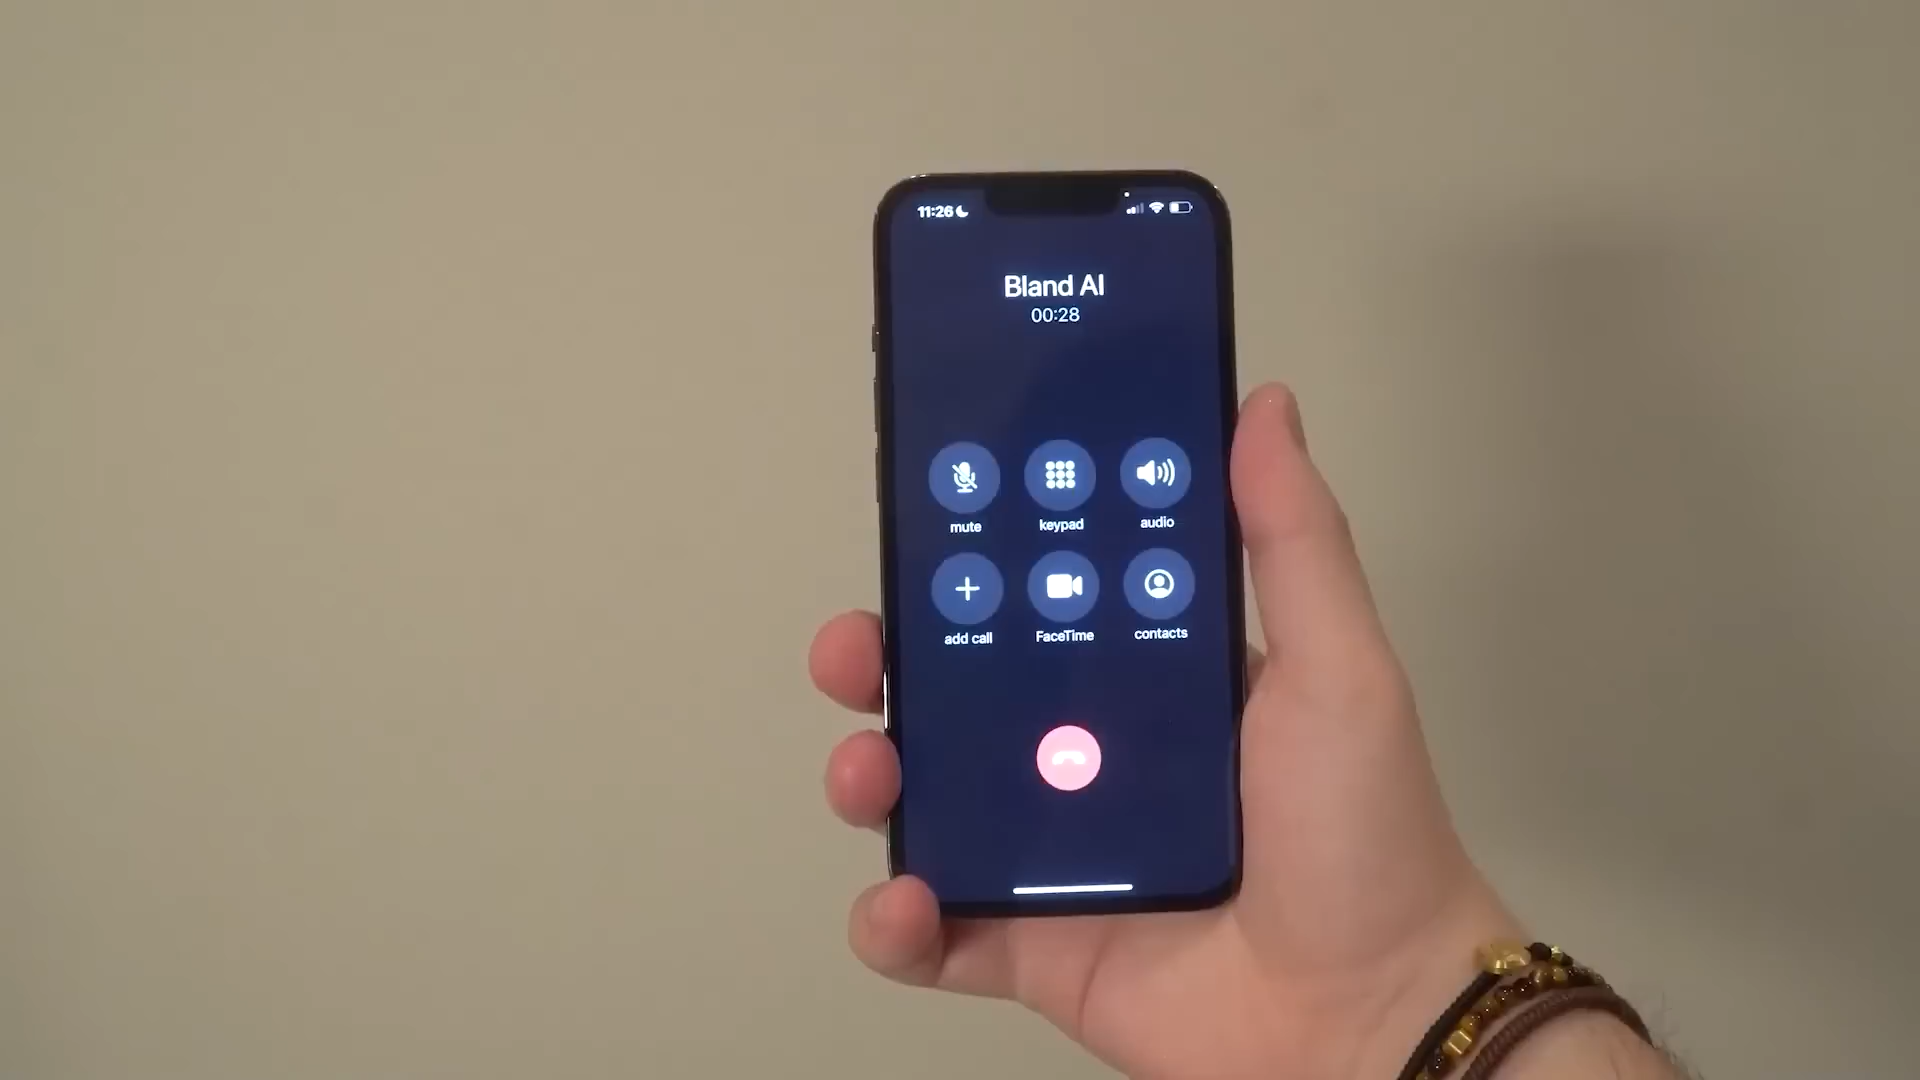 11:26
Bland AI
00:28
mute keypad audio
add call FaceTime contacts